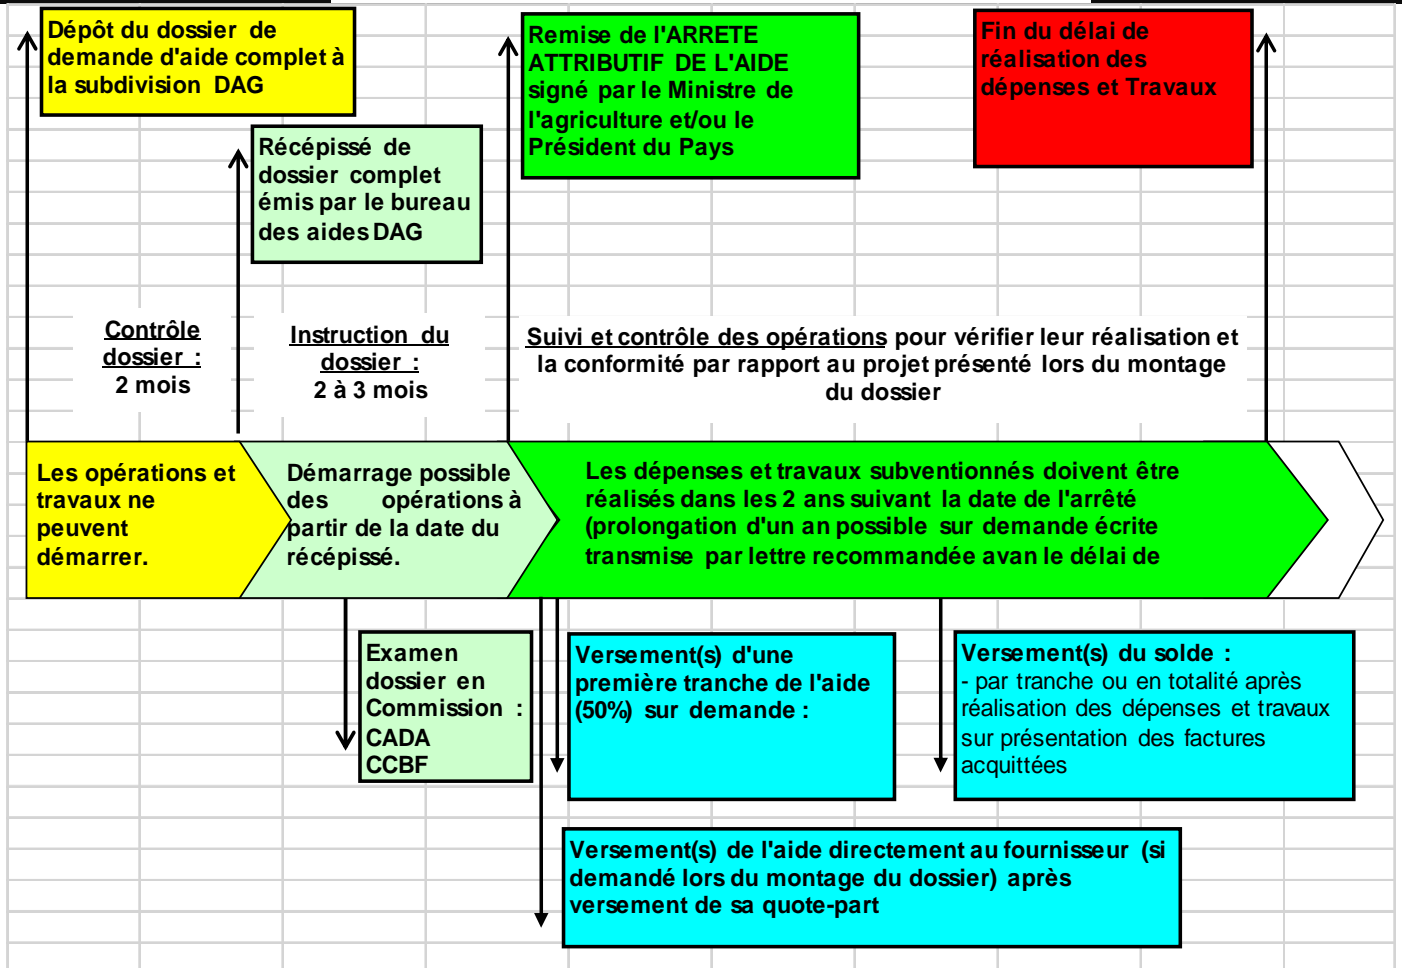 Dépôt du dossier de
demande d'aide complet à
la subdivision DAG
Remise de l'ARRETE
ATTRIBUTIF DE L'AIDE
signé par le Ministre de
l'agriculture et/ou le
Président du Pays
Fin du délai de
réalisation des
dépenses et Travaux
Récépissé de
dossier complet
émis par le bureau
des aides DAG
Contrôle
dossier :
2 mois
Instruction du
dossier :
2 à 3 mois
Suivi et contrôle des opérations pour vérifier leur réalisation et
la conformité par rapport au projet présenté lors du montage
du dossier
Les opérations et
travaux ne
peuvent
démarrer.
Démarrage possible
des opérations à
partir de la date du
récépissé.
Les dépenses et travaux subventionnés doivent être
réalisés dans les 2 ans suivant la date de l'arrêté
(prolongation d'un an possible sur demande écrite
transmise par lettre recommandée avan le délai de
Examen
dossier en
Commission :
CADA
CCBF
Versement(s) d'une
première tranche de l'aide
(50%) sur demande :
Versement(s) du solde :
- par tranche ou en totalité après
réalisation des dépenses et travaux
sur présentation des factures
acquittées
Versement(s) de l'aide directement au fournisseur (si
demandé lors du montage du dossier) après
versement de sa quote-part